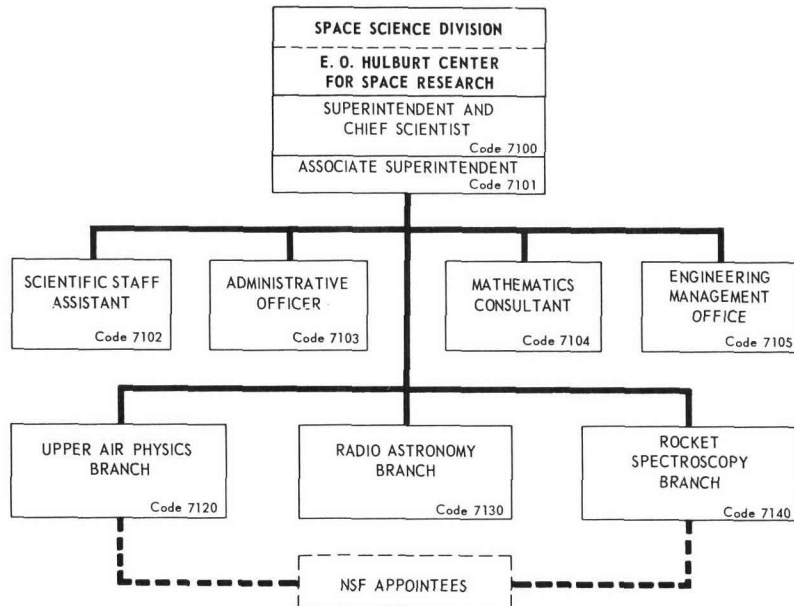 SPACE SCIENCE DIVISION
E. O. HULBURT CENTER
FOR SPACE RESEARCH
SUPERINTENDENT AND
CHIEF SCIENTIST
Code 7100
ASSOCIATE SUPERINTENDENT
Code 7101
SCIENTIFIC STAFF
ASSISTANT
Code 7102
ADMINISTRATIVE
OFFICER
Code 7103
MATHEMATICS
CONSULTANT
Code 7104
ENGINEERING
MANAGEMENT
OFFICE
Code 7105
UPPER AIR PHYSICS
BRANCH
Code 7120
RADIO ASTRONOMY
BRANCH
Code 7130
ROCKET
SPECTROSCOPY
BRANCH
Code 7140
NSF APPOINTEES